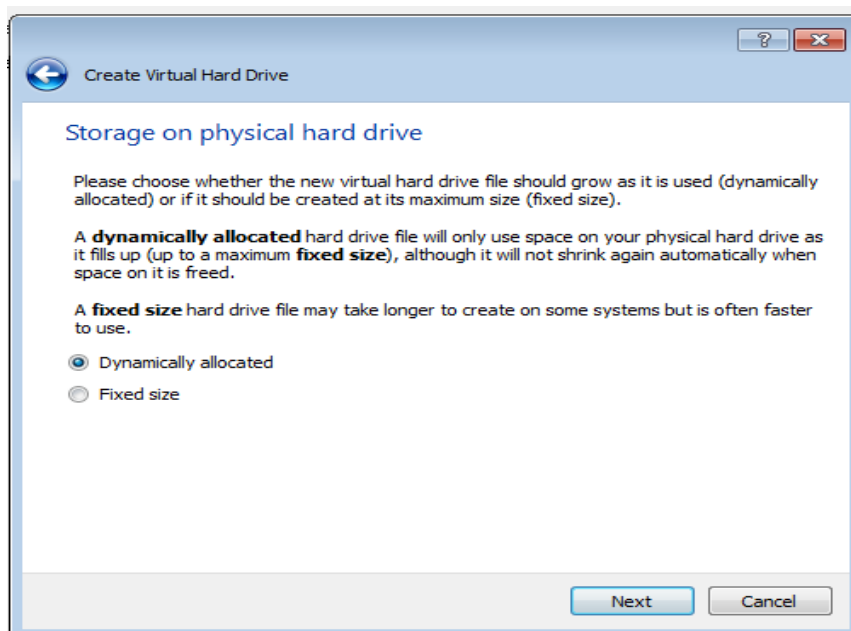 ?
Create Virtual Hard Drive
Storage on physical hard drive
Please choose whether the new virtual hard drive file should grow as it is used (dynamically
allocated) or if it should be created at its maximum size (fixed size).
A dynamically allocated hard drive file will only use space on your physical hard drive as
it fills up (up to a maximum fixed size), although it will not shrink again automatically when
space on it is freed.
A fixed size hard drive file may take longer to create on some systems but is often faster
to use.
Dynamically allocated
Fixed size
Next Cancel